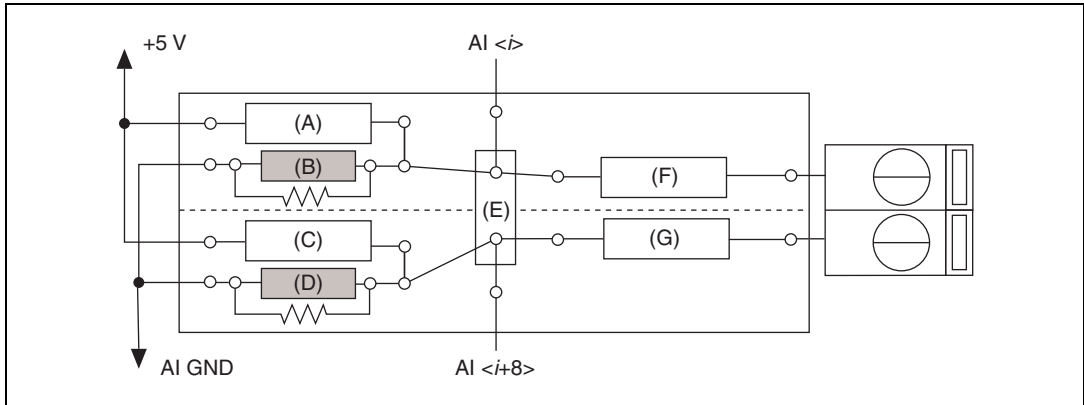 +5 V
AI <i>
(A)
(B)
(F)
(E)
(C)
(G)
(D)
AI GND
AI <i+8>